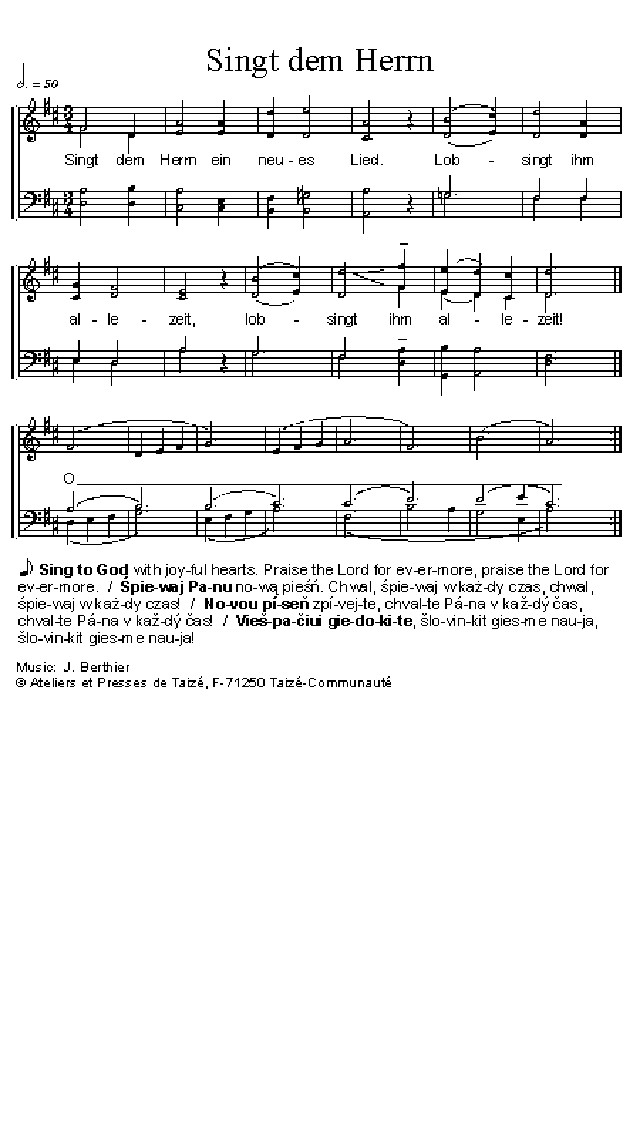 Singt dem Herrn
= 50
Singt dem Herrn ein neu - es Lied. Lob - singt ihm
al - le - zeit, lob - singt ihm al - le - zeit!
O
Sing to God with joy-ful hearts. Praise the Lord for ev-er-more, praise the Lord for
ev-er-more. / Śpie-waj Pa-nu no-wą pieśń. Chwal, śpie-waj w każ-dy czas, chwal,
śpie-waj w każ-dy czas! / No-vou pí-seň zpí-vej-te, chval-te Pá-na v kaž-dý čas,
chval-te Pá-na v kaž-dý čas! / Vieš-pa-čiui gie-do-ki-te, šlo-vin-kit gies-me nau-ja,
šlo-vin-kit gies-me nau-ja!
Music: J. Berthier
© Ateliers et Presses de Taizé, F-71250 Taizé-Communauté